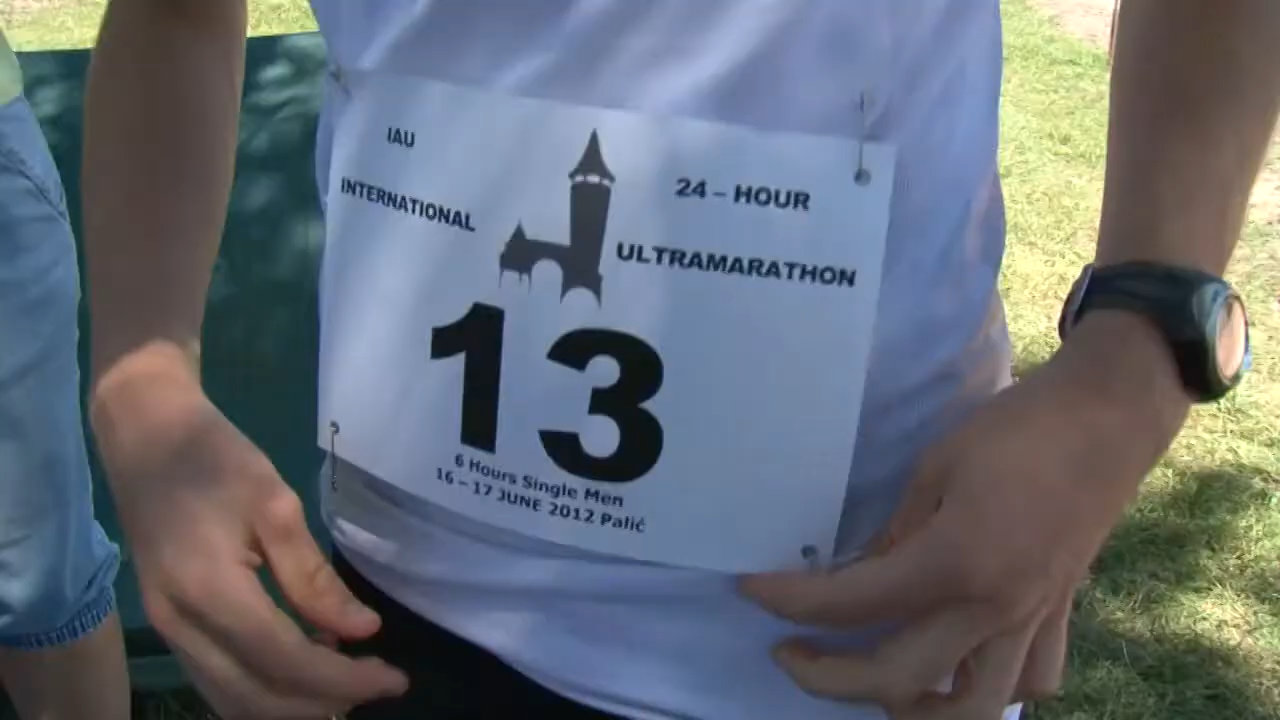 IAU
INTERNATIONAL
24 – HOUR
ULTRAMARATHON
13
6 Hours Single Men
16 – 17 JUNE 2012 Palić